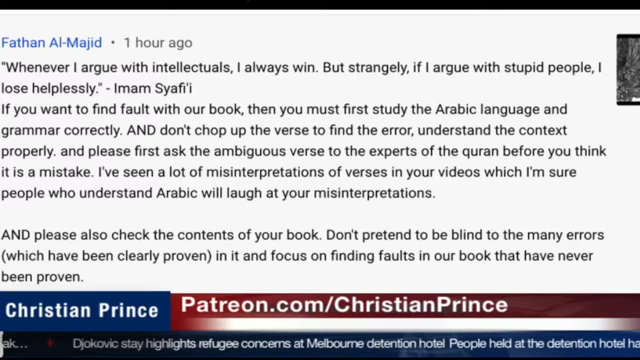 Fathan Al-Majid • 1 hour ago
"Whenever I argue with intellectuals, I always win. But strangely, if I argue with stupid people, I
lose helplessly." - Imam Syafi'i
If you want to find fault with our book, then you must first study the Arabic language and
grammar correctly. AND don't chop up the verse to find the error, understand the context
properly. and please first ask the ambiguous verse to the experts of the quran before you think
it is a mistake. I've seen a lot of misinterpretations of verses in your videos which I'm sure
people who understand Arabic will laugh at your misinterpretations.
AND please also check the contents of your book. Don't pretend to be blind to the many errors
(which have been clearly proven) in it and focus on finding faults in our book that have never
been proven.
Christian Prince
Patreon.com/ChristianPrince
ak... Djokovic stay highlights refugee concerns at Melbourne detention hotel People held at the detention hotel ha